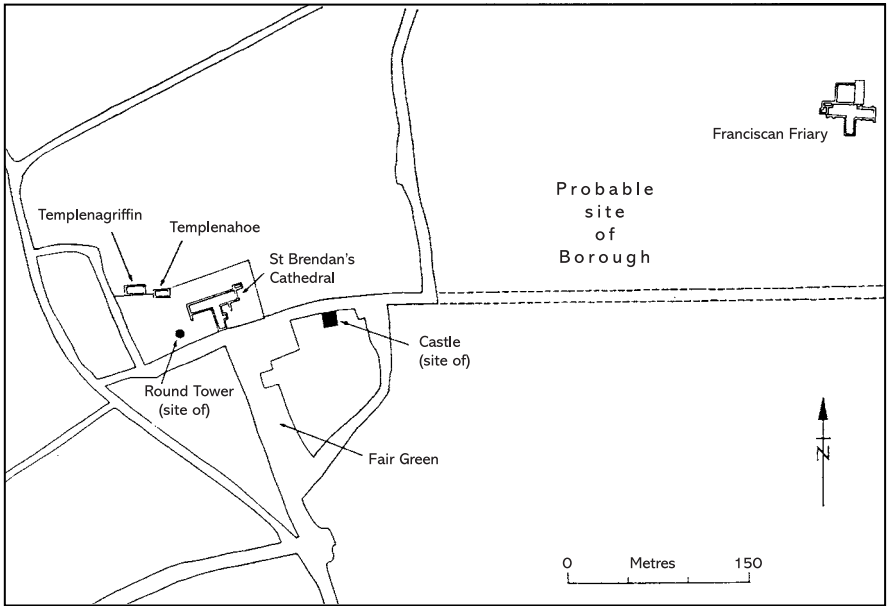 Franciscan Friary
Probable
site
of
Borough
Templenagriffin
Templenahoe
St Brendan's
Cathedral
Castle
(site of)
Round Tower
(site of)
Fair Green
N
0 Metres 150